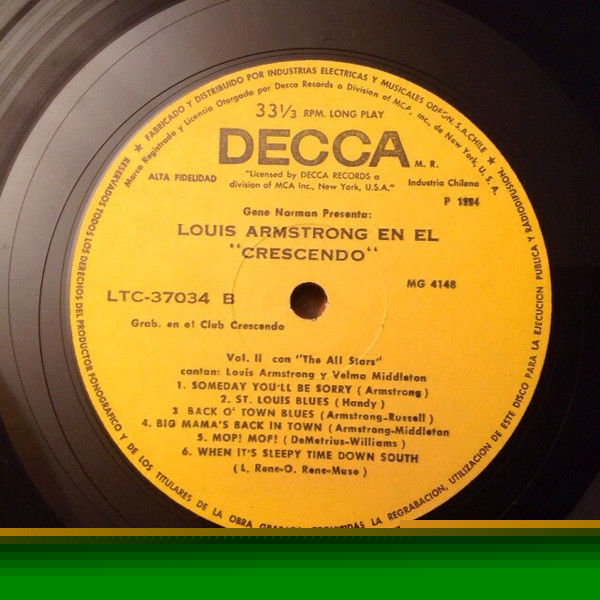 ★ FABRICADO Y DISTRIBUIDO POR INDUSTRIAS ELECTRICAS Y MUSICALES ODEON, S.A. CHILE ★
Marca Registrada y Licencia Otorgada por Decca Records a Division of MCA, Inc., de New York, U. S. A.
33 1/3 RPM. LONG PLAY
DECCA M. R.
ALTA FIDELIDAD
"Licensed by DECCA RECORDS a
division of MCA Inc., New York, U.S.A."
Industria Chilena
Gene Norman Presenta:
LOUIS ARMSTRONG EN EL
"CRESCENDO"
MG 4148
LTC-37034 B
Grab. en el Club Crescendo
Vol. II con "The All Stars"
cantan: Louis Armstrong y Velma Middleton
1. SOMEDAY YOU'LL BE SORRY ( Armstrong )
2. ST. LOUIS BLUES ( Handy )
3 BACK O' TOWN BLUES ( Armstrong-Russell )
4. BIG MAMA'S BACK IN TOWN ( Armstrong-Middleton
5. MOP! MOP! ( DeMetrius-Williams )
6. WHEN IT'S SLEEPY TIME DOWN SOUTH
( L. Rene-O. Rene-Muse )
RESERVADOS TODOS LOS DERECHOS DEL PRODUCTOR FONOGRAFICO Y DE LOS TITULARES DE LA OBRA LA REGRABACION, UTILIZACION DE ESTE DISCO PARA LA EJECUCION PUBLICA Y RADIODIFUSION.